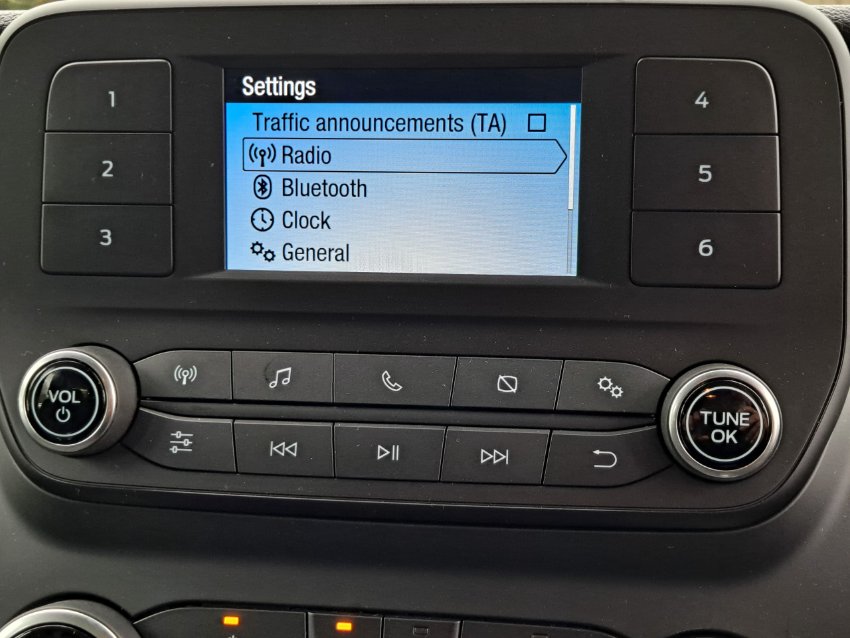 Settings
Traffic announcements (TA)
Radio
Bluetooth
Clock
General
1
2
3
4
5
6
VOL
TUNE
OK